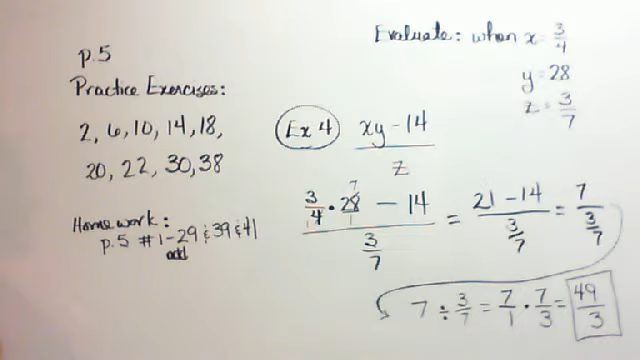 p.5
Practice Exercises:
2, 6, 10, 14, 18,
20, 22, 30, 38
Homework:
p.5 #1-29 & 39 & 41
odd
Evaluate: when x = 3/4
y = 28
z = 3/7
Ex 4 xy - 14 / z
3/4 · 28 - 14 / 3/7 = 21 - 14 / 3/7 = 7 / 3/7
7 1 1
7 ÷ 3/7 = 7/1 · 7/3 = 49/3